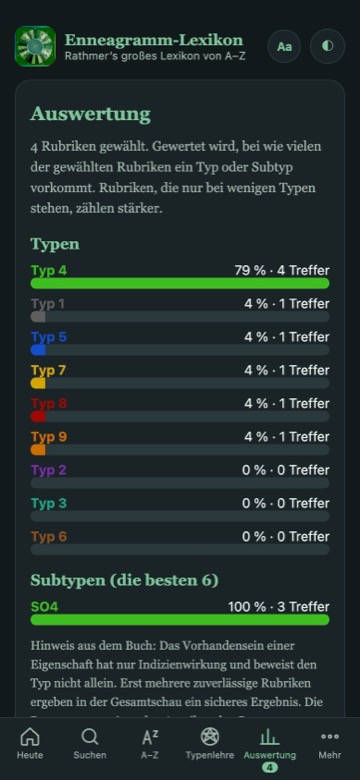 Enneagramm-Lexikon
Rathmer's großes Lexikon von A–Z
Aa
Auswertung
4 Rubriken gewählt. Gewertet wird, bei wie vielen
der gewählten Rubriken ein Typ oder Subtyp
vorkommt. Rubriken, die nur bei wenigen Typen
stehen, zählen stärker.
Typen
Typ 4 79 % · 4 Treffer
Typ 1 4 % · 1 Treffer
Typ 5 4 % · 1 Treffer
Typ 7 4 % · 1 Treffer
Typ 8 4 % · 1 Treffer
Typ 9 4 % · 1 Treffer
Typ 2 0 % · 0 Treffer
Typ 3 0 % · 0 Treffer
Typ 6 0 % · 0 Treffer
Subtypen (die besten 6)
SO4 100 % · 3 Treffer
Hinweis aus dem Buch: Das Vorhandensein einer
Eigenschaft hat nur Indizienwirkung und beweist den
Typ nicht allein. Erst mehrere zuverlässige Rubriken
ergeben in der Gesamtschau ein sicheres Ergebnis. Die
Heute Suchen A–Z Typenlehre Auswertung Mehr
4